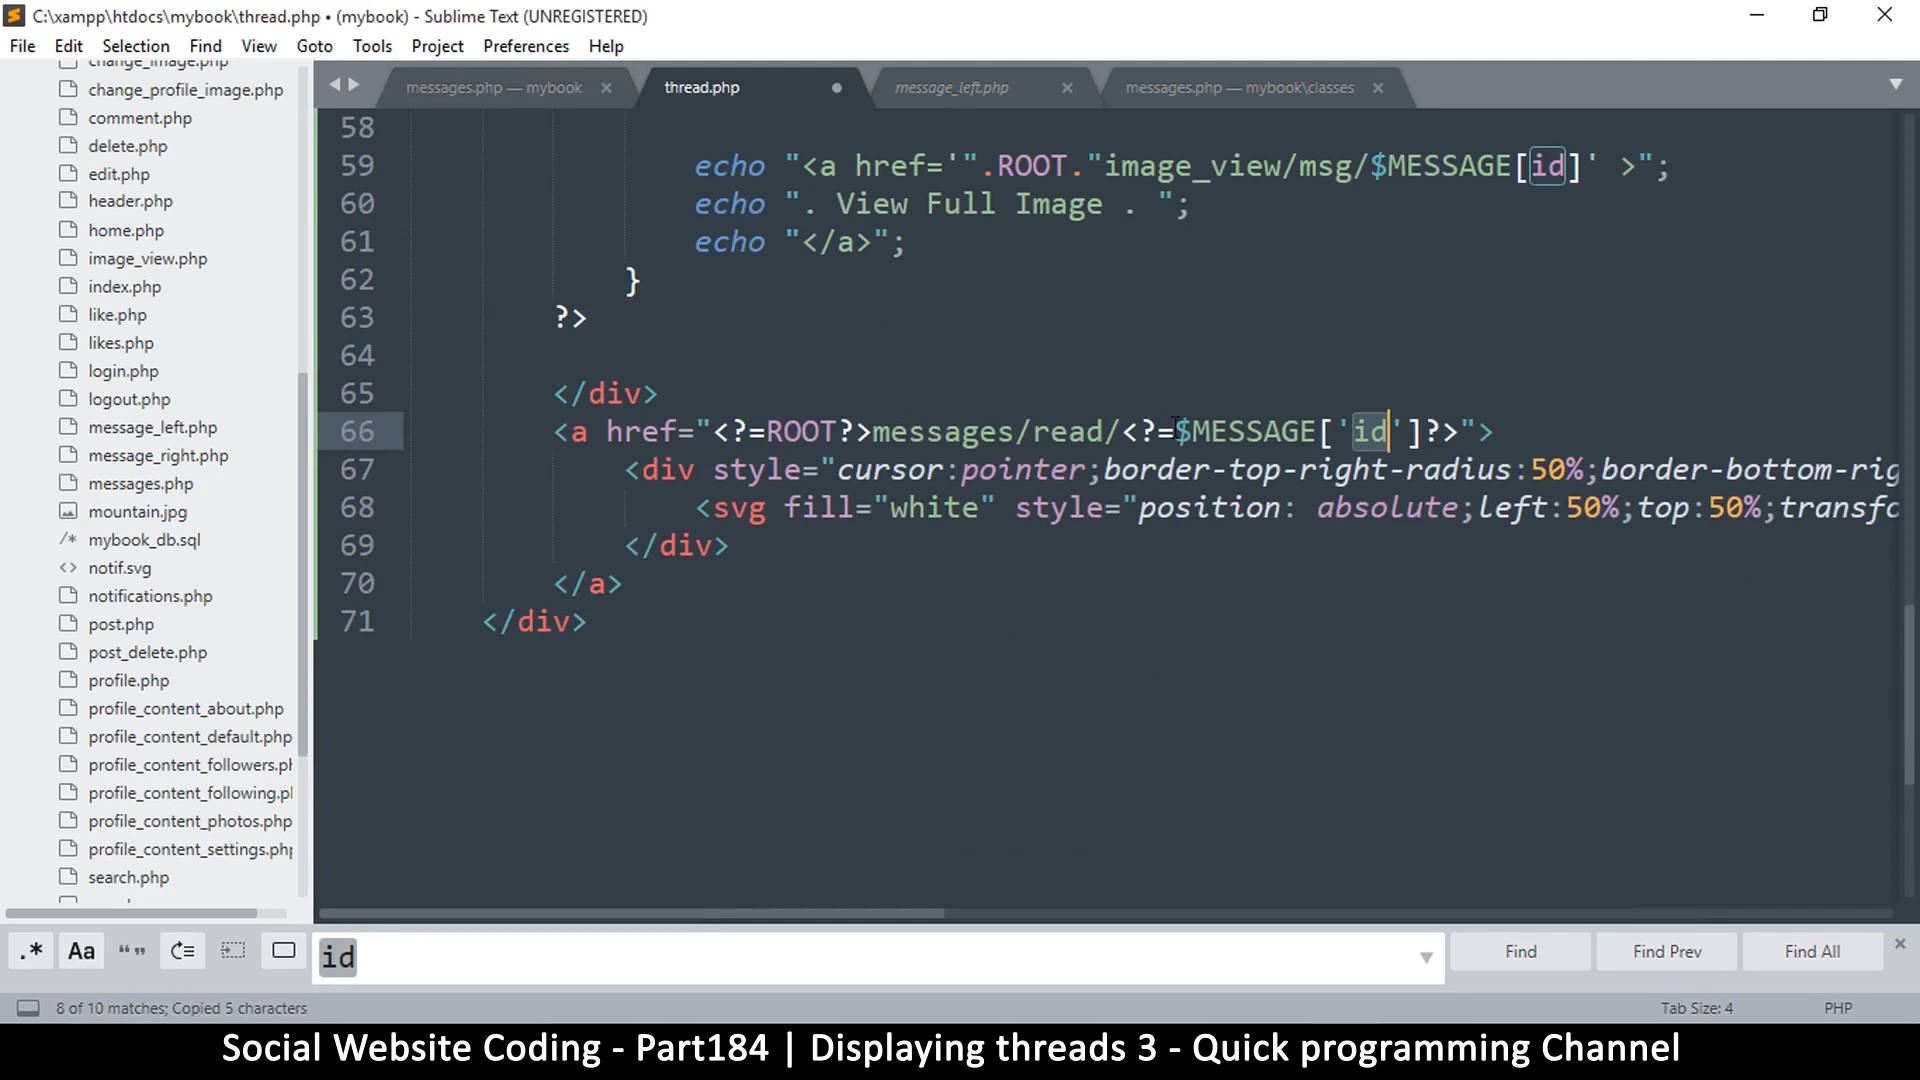 C:\xampp\htdocs\mybook\thread.php • (mybook) - Sublime Text (UNREGISTERED)
File Edit Selection Find View Goto Tools Project Preferences Help
change_image.php
change_profile_image.php
comment.php
delete.php
edit.php
header.php
home.php
image_view.php
index.php
like.php
likes.php
login.php
logout.php
message_left.php
message_right.php
messages.php
mountain.jpg
/* mybook_db.sql
<> notif.svg
notifications.php
post.php
post_delete.php
profile.php
profile_content_about.php
profile_content_default.php
profile_content_followers.ph
profile_content_following.pl
profile_content_photos.php
profile_content_settings.php
search.php
messages.php — mybook × thread.php • message_left.php × messages.php — mybook\classes ×
58
59 echo "<a href='".ROOT."image_view/msg/$MESSAGE[id]' >";
60 echo ". View Full Image . ";
61 echo "</a>";
62 }
63 ?>
64
65 </div>
66 <a href="<?=ROOT?>messages/read/<?=$MESSAGE['id']?>">
67 <div style="cursor:pointer;border-top-right-radius:50%;border-bottom-rig
68 <svg fill="white" style="position: absolute;left:50%;top:50%;transfo
69 </div>
70 </a>
71 </div>
.* Aa “” id Find Find Prev Find All ×
8 of 10 matches; Copied 5 characters Tab Size: 4 PHP
Social Website Coding - Part184 | Displaying threads 3 - Quick programming Channel